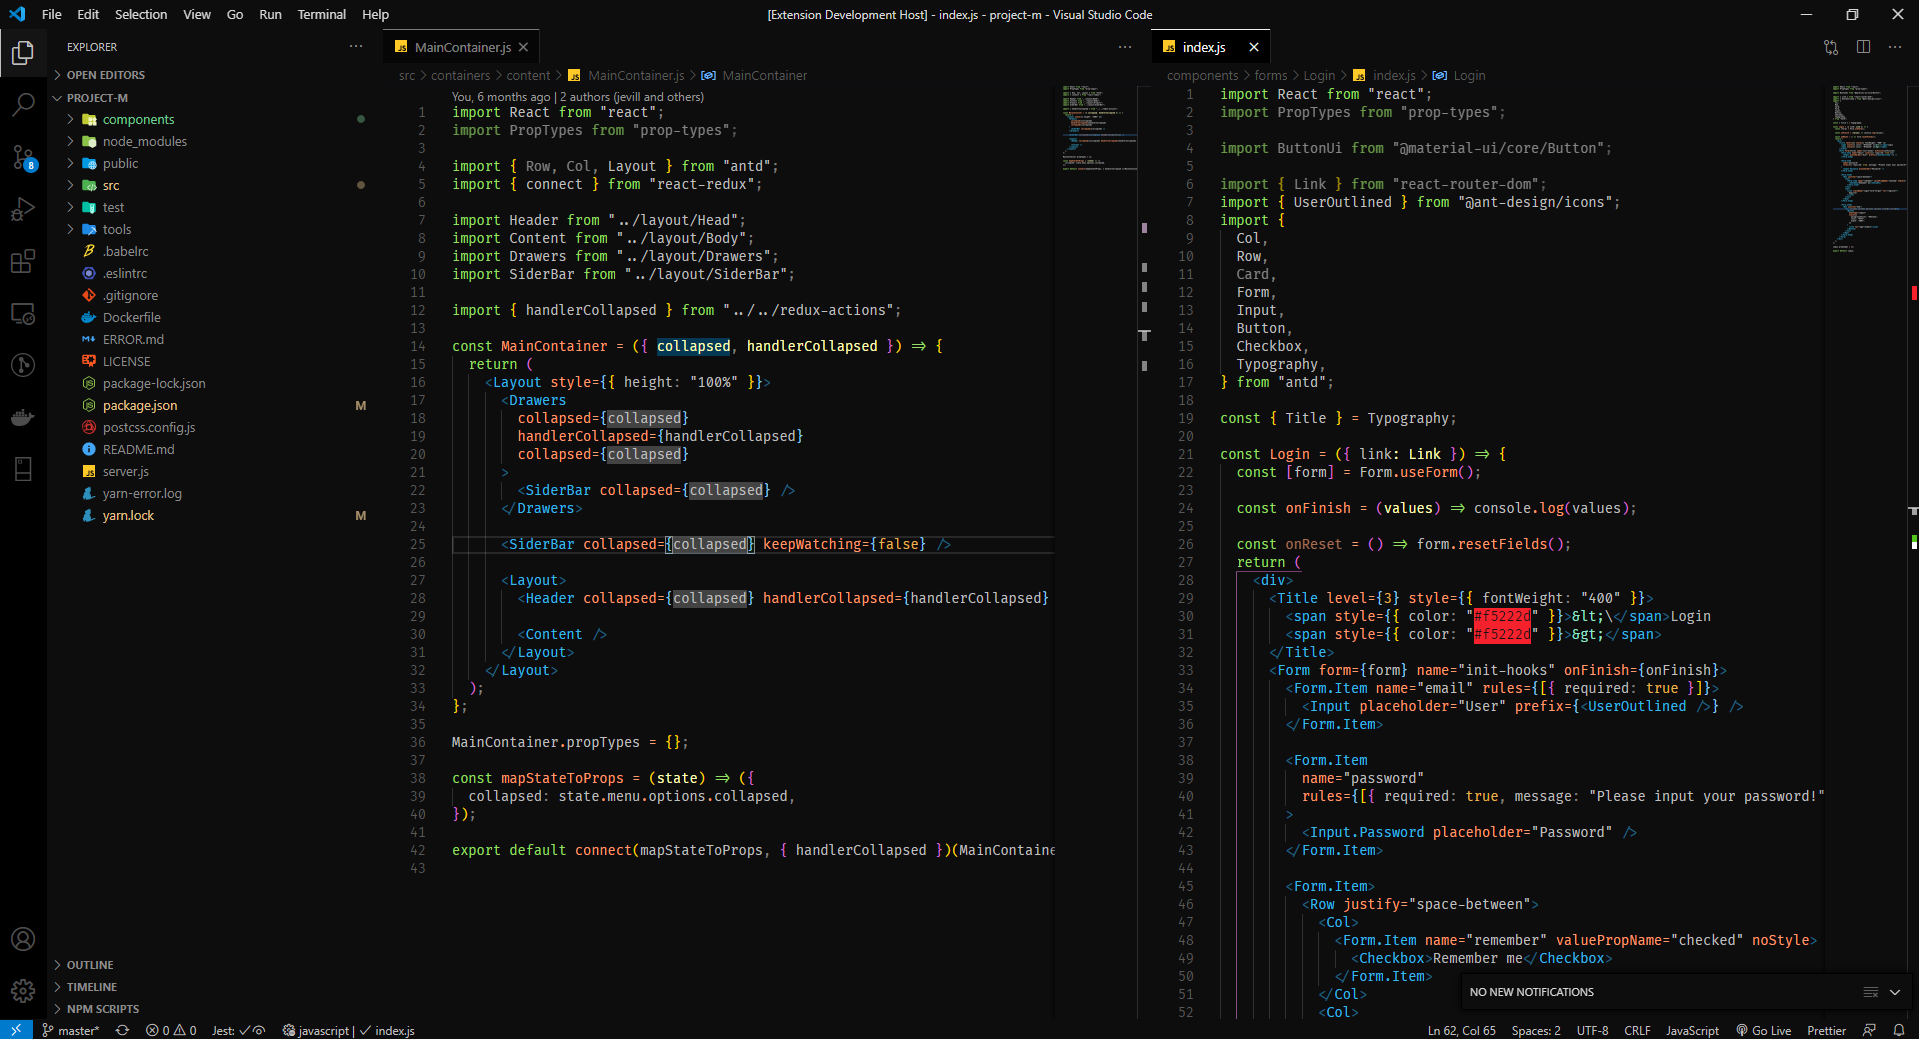 File Edit Selection View Go Run Terminal Help
[Extension Development Host] - index.js - project-m - Visual Studio Code
EXPLORER
OPEN EDITORS
PROJECT-M
components
node_modules
public
src
test
tools
.babelrc
.eslintrc
.gitignore
Dockerfile
ERROR.md
LICENSE
package-lock.json
package.json M
postcss.config.js
README.md
server.js
yarn-error.log
yarn.lock M
OUTLINE
TIMELINE
NPM SCRIPTS
8
MainContainer.js
src > containers > content > JS MainContainer.js > MainContainer
You, 6 months ago | 2 authors (jevill and others)
1 import React from "react";
2 import PropTypes from "prop-types";
3
4 import { Row, Col, Layout } from "antd";
5 import { connect } from "react-redux";
6
7 import Header from "../layout/Head";
8 import Content from "../layout/Body";
9 import Drawers from "../layout/Drawers";
10 import SiderBar from "../layout/SiderBar";
11
12 import { handlerCollapsed } from "../../redux-actions";
13
14 const MainContainer = ({ collapsed, handlerCollapsed }) => {
15 return (
16 <Layout style={{ height: "100%" }}>
17 <Drawers
18 collapsed={collapsed}
19 handlerCollapsed={handlerCollapsed}
20 collapsed={collapsed}
21 >
22 <SiderBar collapsed={collapsed} />
23 </Drawers>
24
25 <SiderBar collapsed={collapsed} keepWatching={false} />
26
27 <Layout>
28 <Header collapsed={collapsed} handlerCollapsed={handlerCollapsed}
29
30 <Content />
31 </Layout>
32 </Layout>
33 );
34 };
35
36 MainContainer.propTypes = {};
37
38 const mapStateToProps = (state) => ({
39 collapsed: state.menu.options.collapsed,
40 });
41
42 export default connect(mapStateToProps, { handlerCollapsed })(MainContaine
43
JS index.js
components > forms > Login > JS index.js > Login
1 import React from "react";
2 import PropTypes from "prop-types";
3
4 import ButtonUi from "@material-ui/core/Button";
5
6 import { Link } from "react-router-dom";
7 import { UserOutlined } from "@ant-design/icons";
8 import {
9 Col,
10 Row,
11 Card,
12 Form,
13 Input,
14 Button,
15 Checkbox,
16 Typography,
17 } from "antd";
18
19 const { Title } = Typography;
20
21 const Login = ({ link: Link }) => {
22 const [form] = Form.useForm();
23
24 const onFinish = (values) => console.log(values);
25
26 const onReset = () => form.resetFields();
27 return (
28 <div>
29 <Title level={3} style={{ fontWeight: "400" }}>
30 <span style={{ color: "#f5222d" }}>&lt;\</span>Login
31 <span style={{ color: "#f5222d" }}>&gt;</span>
32 </Title>
33 <Form form={form} name="init-hooks" onFinish={onFinish}>
34 <Form.Item name="email" rules={[{ required: true }]}>
35 <Input placeholder="User" prefix={<UserOutlined />} />
36 </Form.Item>
37
38 <Form.Item
39 name="password"
40 rules={[{ required: true, message: "Please input your password!"
41 >
42 <Input.Password placeholder="Password" />
43 </Form.Item>
44
45 <Form.Item>
46 <Row justify="space-between">
47 <Col>
48 <Form.Item name="remember" valuePropName="checked" noStyle>
49 <Checkbox>Remember me</Checkbox>
50 </Form.Item>
51 </Col>
52 <Col>
NO NEW NOTIFICATIONS
master* 0 0 Jest: javascript | index.js
Ln 62, Col 65 Spaces: 2 UTF-8 CRLF JavaScript Go Live Prettier